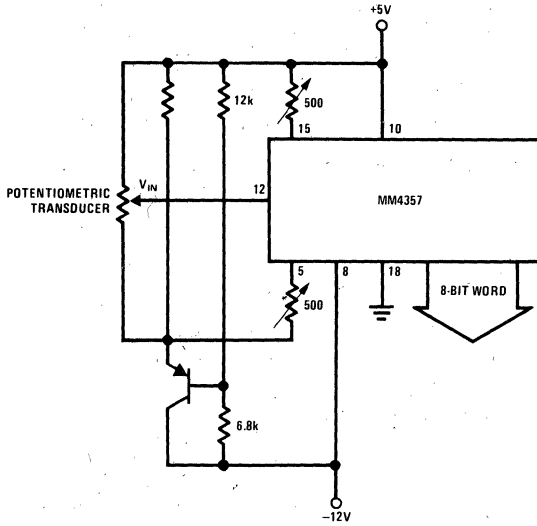 +5V
12k
500
15
10
POTENTIOMETRIC
TRANSDUCER
VIN
12
MM4357
5
8
18
500
8-BIT WORD
6.8k
−12V